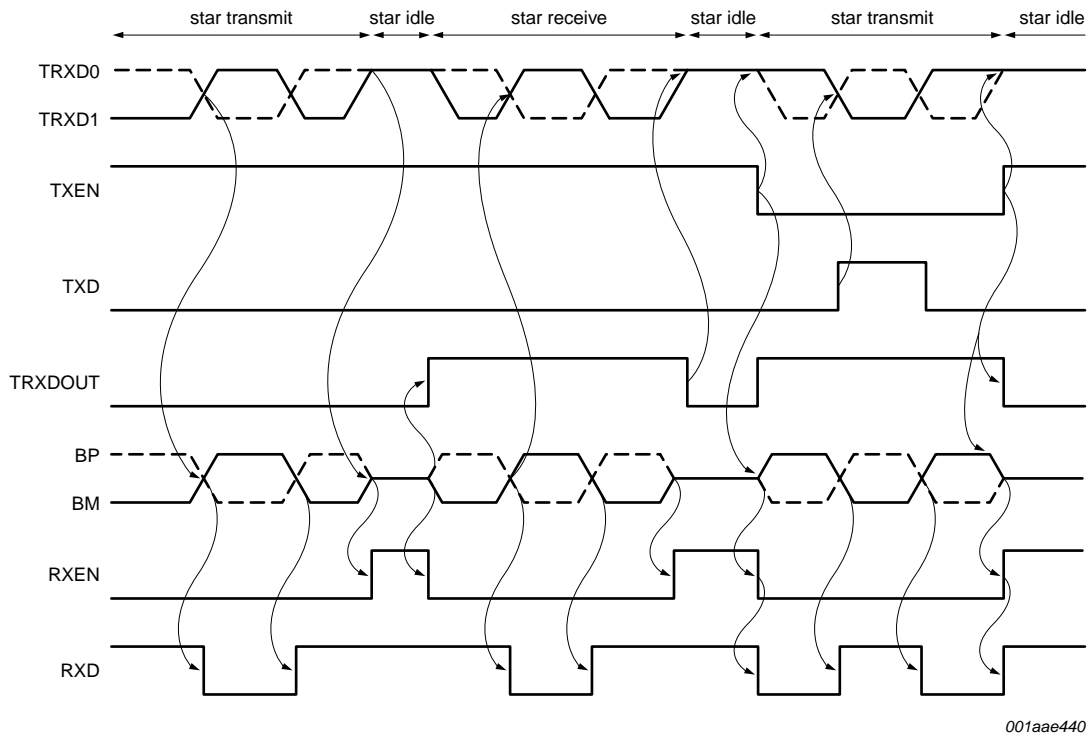 star transmit star idle star receive star idle star transmit star idle
TRXD0
TRXD1
TXEN
TXD
TRXDOUT
BP
BM
RXEN
RXD
001aae440